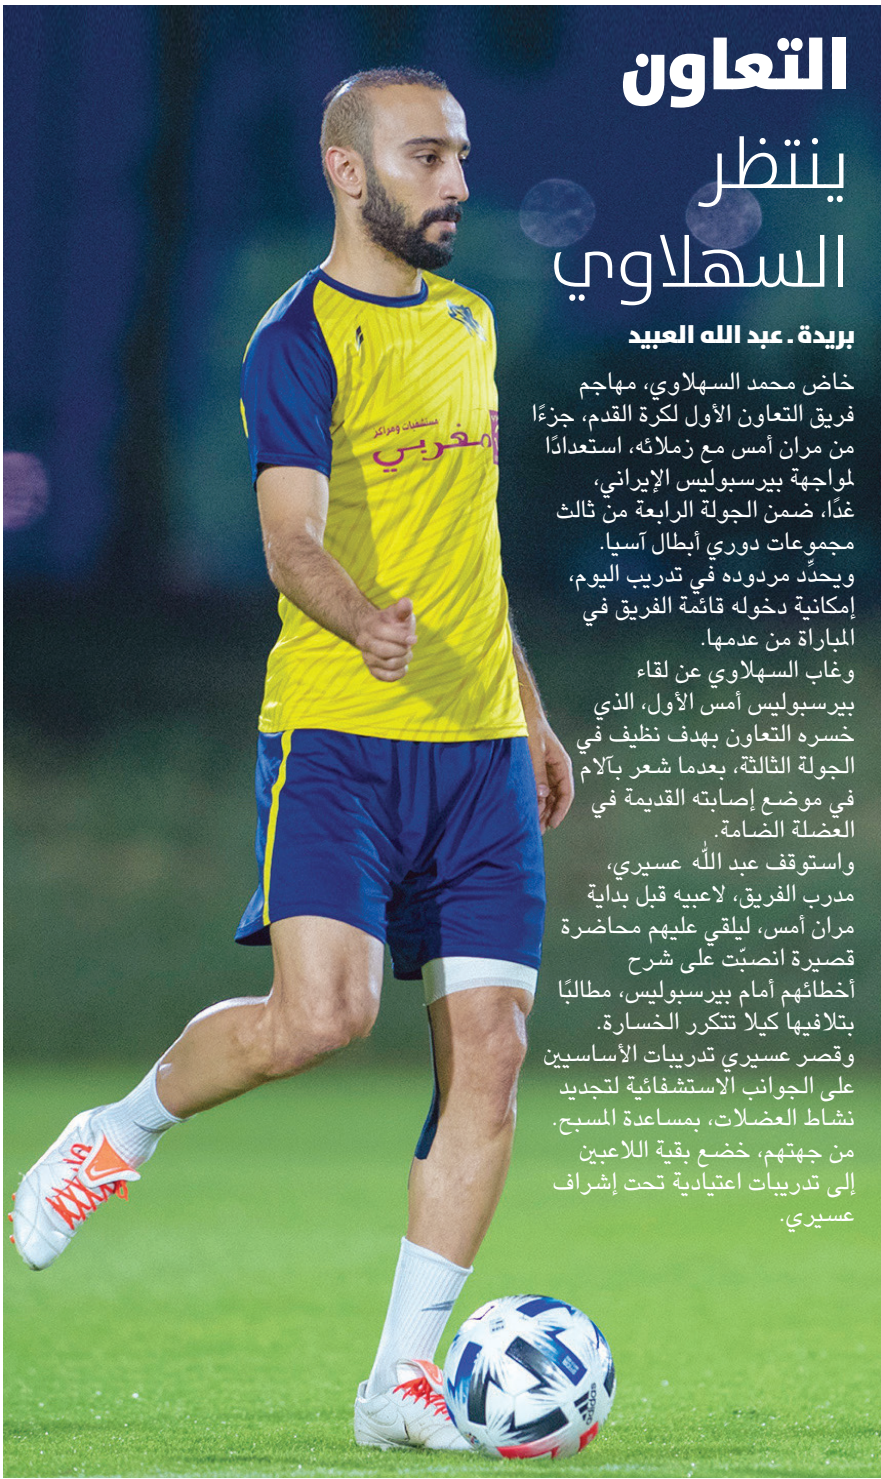 التعاون
ينتظر
السهلاوي
بريدة ـ عبد الله العبيد
خاض محمد السهلاوي، مهاجم
فريق التعاون الأول لكرة القدم، جزءًا
من مران أمس مع زملائه، استعدادًا
لمواجهة بيرسبوليس الإيراني،
غدًا، ضمن الجولة الرابعة من ثالث
مجموعات دوري أبطال آسيا.
ويحدِّد مردوده في تدريب اليوم،
إمكانية دخوله قائمة الفريق في
المباراة من عدمها.
وغاب السهلاوي عن لقاء
بيرسبوليس أمس الأول، الذي
خسره التعاون بهدف نظيف في
الجولة الثالثة، بعدما شعر بآلام
في موضع إصابته القديمة في
العضلة الضامة.
واستوقف عبد الله عسيري،
مدرب الفريق، لاعبيه قبل بداية
مران أمس، ليلقي عليهم محاضرة
قصيرة انصبّت على شرح
أخطائهم أمام بيرسبوليس، مطالبًا
بتلافيها كيلا تتكرر الخسارة.
وقصر عسيري تدريبات الأساسيين
على الجوانب الاستشفائية لتجديد
نشاط العضلات، بمساعدة المسبح.
من جهتهم، خضع بقية اللاعبين
إلى تدريبات اعتيادية تحت إشراف
عسيري.
مستشفيات ومراكز
مغربي
adidas